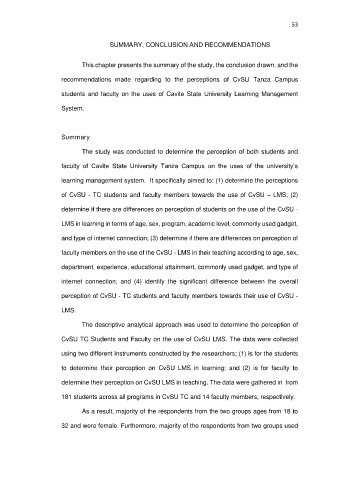 53
SUMMARY, CONCLUSION AND RECOMMENDATIONS
This chapter presents the summary of the study, the conclusion drawn, and the
recommendations made regarding to the perceptions of CvSU Tanza Campus
students and faculty on the uses of Cavite State University Learning Management
System.
Summary
The study was conducted to determine the perception of both students and
faculty of Cavite State University Tanza Campus on the uses of the university's
learning management system. It specifically aimed to: (1) determine the perceptions
of CvSU - TC students and faculty members towards the use of CvSU – LMS; (2)
determine if there are differences on perception of students on the use of the CvSU -
LMS in learning in terms of age, sex, program, academic level, commonly used gadget,
and type of internet connection; (3) determine if there are differences on perception of
faculty members on the use of the CvSU - LMS in their teaching according to age, sex,
department, experience, educational attainment, commonly used gadget, and type of
internet connection; and (4) identify the significant difference between the overall
perception of CvSU - TC students and faculty members towards their use of CvSU -
LMS.
The descriptive analytical approach was used to determine the perception of
CvSU TC Students and Faculty on the use of CvSU LMS. The data were collected
using two different instruments constructed by the researchers; (1) is for the students
to determine their perception on CvSU LMS in learning; and (2) is for faculty to
determine their perception on CvSU LMS in teaching. The data were gathered in from
181 students across all programs in CvSU TC and 14 faculty members, respectively.
As a result, majority of the respondents from the two groups ages from 18 to
32 and were female. Furthermore, majority of the respondents from two groups used